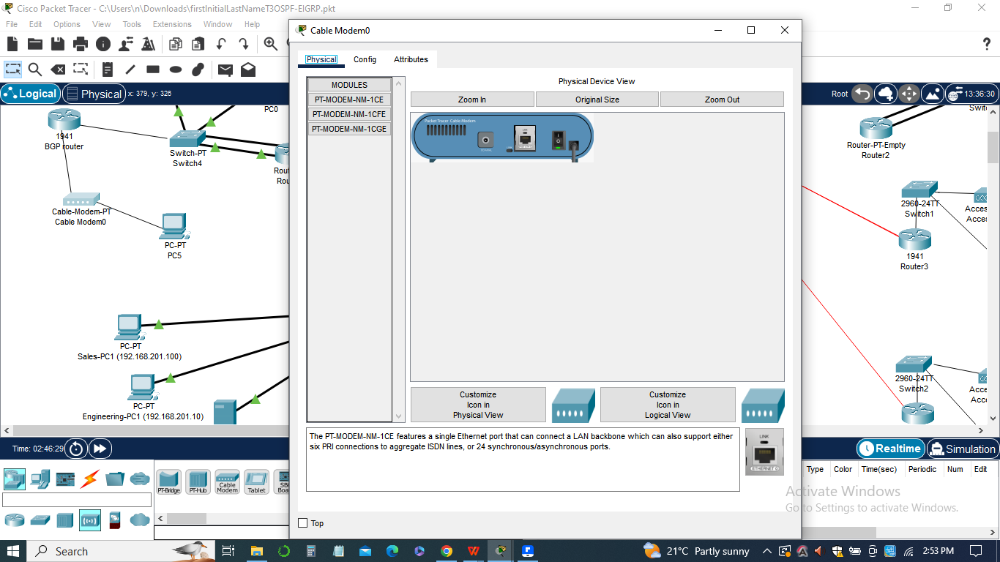 Cisco Packet Tracer - C:\Users\n\Downloads\firstInitialLastNameT3OSPF-EIGRP.pkt
File Edit Options View Tools Extensions Window Help
Logical Physical x: 379, y: 326
Root 13:36:30
PC0
1941
BGP router
Switch-PT
Switch4
Rout
Rou
Cable-Modem-PT
Cable Modem0
PC-PT
PC5
PC-PT
Sales-PC1 (192.168.201.100)
PC-PT
Engineering-PC1 (192.168.201.10)
Cable Modem0
Physical Config Attributes
MODULES
PT-MODEM-NM-1CE
PT-MODEM-NM-1CFE
PT-MODEM-NM-1CGE
Physical Device View
Zoom In Original Size Zoom Out
Packet Tracer Cable Modem
Customize
Icon in
Physical View
Customize
Icon in
Logical View
The PT-MODEM-NM-1CE features a single Ethernet port that can connect a LAN backbone which can also support either
six PRI connections to aggregate ISDN lines, or 24 synchronous/asynchronous ports.
LINK
ETHERNET 0
Top
Switc
Router-PT-Empty
Router2
2960-24TT
Switch1
Acces
Acce
1941
Router3
2960-24TT
Switch2
Acce
Acc
Time: 02:46:29
Realtime Simulation
PT-Bridge
PT-Hub
Cable
Modem
Tablet
SB
Boa
Type Color Time(sec) Periodic Num Edit
Activate Windows
Go to Settings to activate Windows.
Search
21°C Partly sunny
2:53 PM